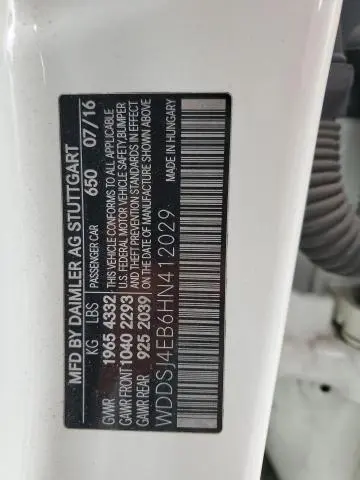 MFD BY DAIMLER AG STUTTGART
KG LBS PASSENGER CAR 650 07/16
GVWR 1965 4332 THIS VEHICLE CONFORMS TO ALL APPLICABLE
GAWR FRONT 1040 2293 U.S. FEDERAL MOTOR VEHICLE SAFETY, BUMPER
GAWR REAR 925 2039 AND THEFT PREVENTION STANDARDS IN EFFECT
ON THE DATE OF MANUFACTURE SHOWN ABOVE
WDDSJ4EB6HN412029
MADE IN HUNGARY